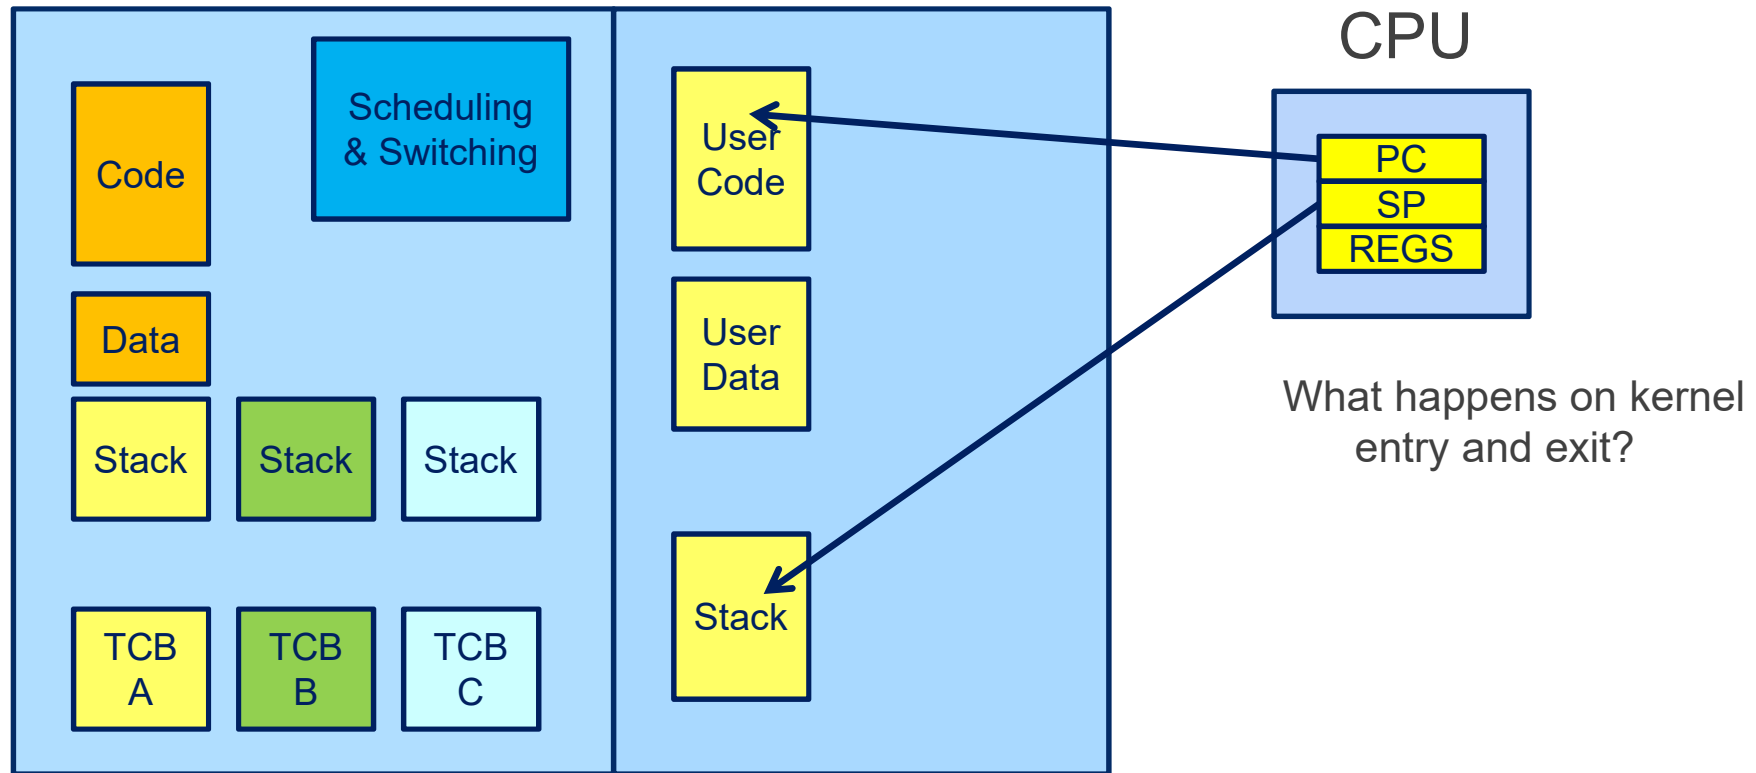 Code
Scheduling
& Switching
Data
Stack
Stack
Stack
TCB
A
TCB
B
TCB
C
User
Code
User
Data
Stack
CPU
PC
SP
REGS
What happens on kernel
entry and exit?